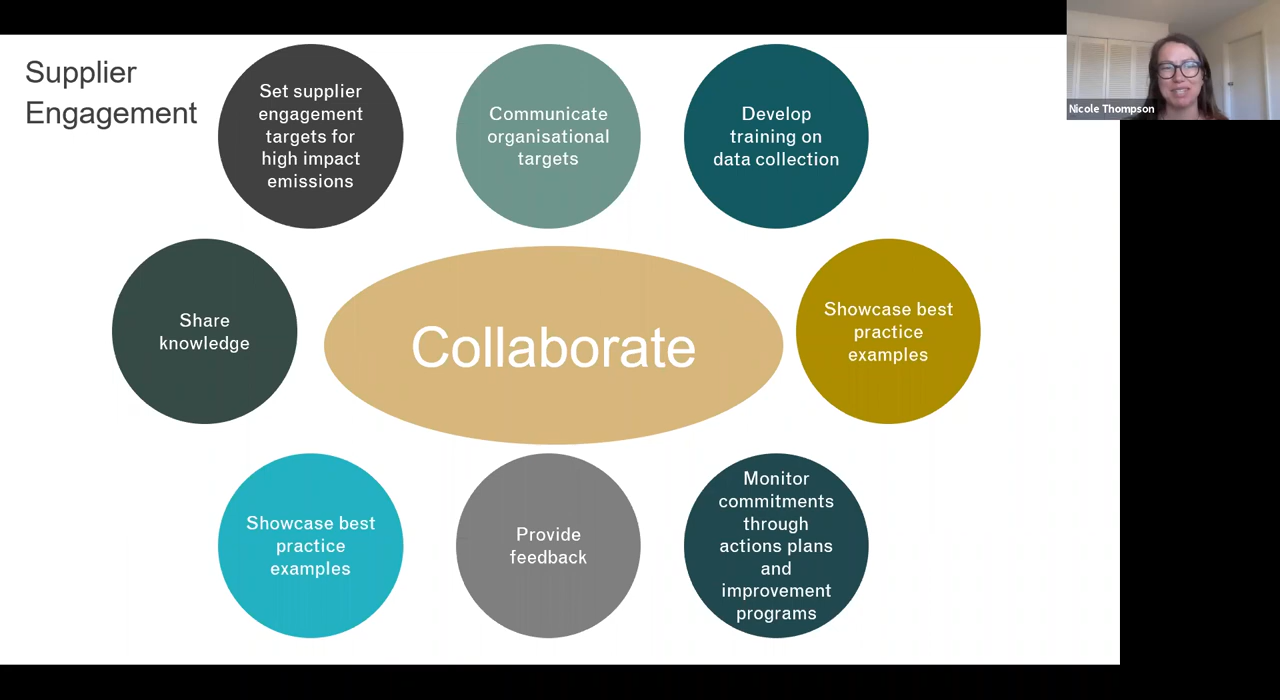 Supplier
Engagement
Set supplier
engagement
targets for
high impact
emissions
Communicate
organisational
targets
Develop
training on
data collection
Nicole Thompson
Share
knowledge
Collaborate
Showcase best
practice
examples
Showcase best
practice
examples
Provide
feedback
Monitor
commitments
through
actions plans
and
improvement
programs